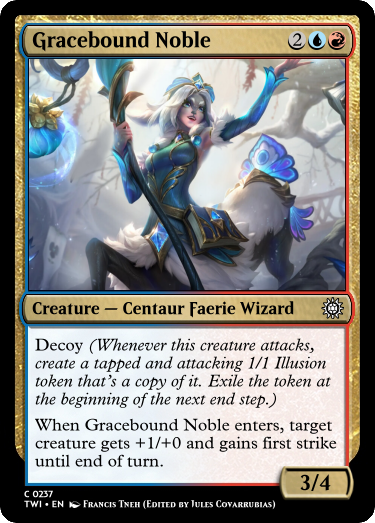 Gracebound Noble 2
Creature — Centaur Faerie Wizard
Decoy (Whenever this creature attacks,
create a tapped and attacking 1/1 Illusion
token that's a copy of it. Exile the token at
the beginning of the next end step.)
When Gracebound Noble enters, target
creature gets +1/+0 and gains first strike
until end of turn.
3/4
C 0237
TWI • EN Francis Tneh (Edited by Jules Covarrubias)